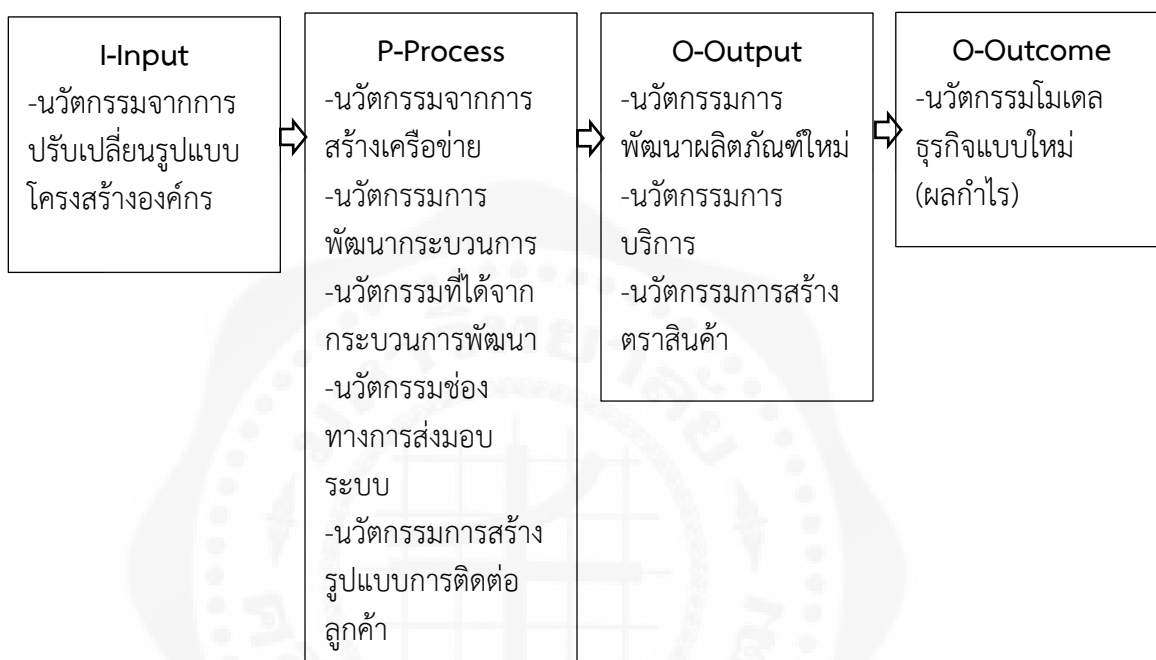 I-Input
-นวัตกรรมจากการ
ปรับเปลี่ยนรูปแบบ
โครงสร้างองค์กร
P-Process
-นวัตกรรมจากการ
สร้างเครือข่าย
-นวัตกรรมการ
พัฒนากระบวนการ
-นวัตกรรมที่ได้จาก
กระบวนการพัฒนา
-นวัตกรรมช่อง
ทางการส่งมอบ
ระบบ
-นวัตกรรมการสร้าง
รูปแบบการติดต่อ
ลูกค้า
O-Output
-นวัตกรรมการ
พัฒนาผลิตภัณฑ์ใหม่
-นวัตกรรมการ
บริการ
-นวัตกรรมการสร้าง
ตราสินค้า
O-Outcome
-นวัตกรรมโมเดล
ธุรกิจแบบใหม่
(ผลกำไร)